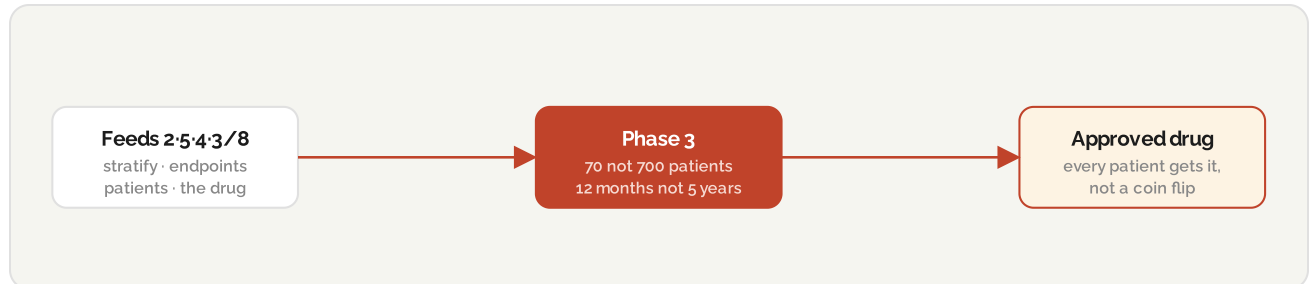 Feeds 2·5·4·3/8
stratify · endpoints
patients · the drug
Phase 3
70 not 700 patients
12 months not 5 years
Approved drug
every patient gets it,
not a coin flip